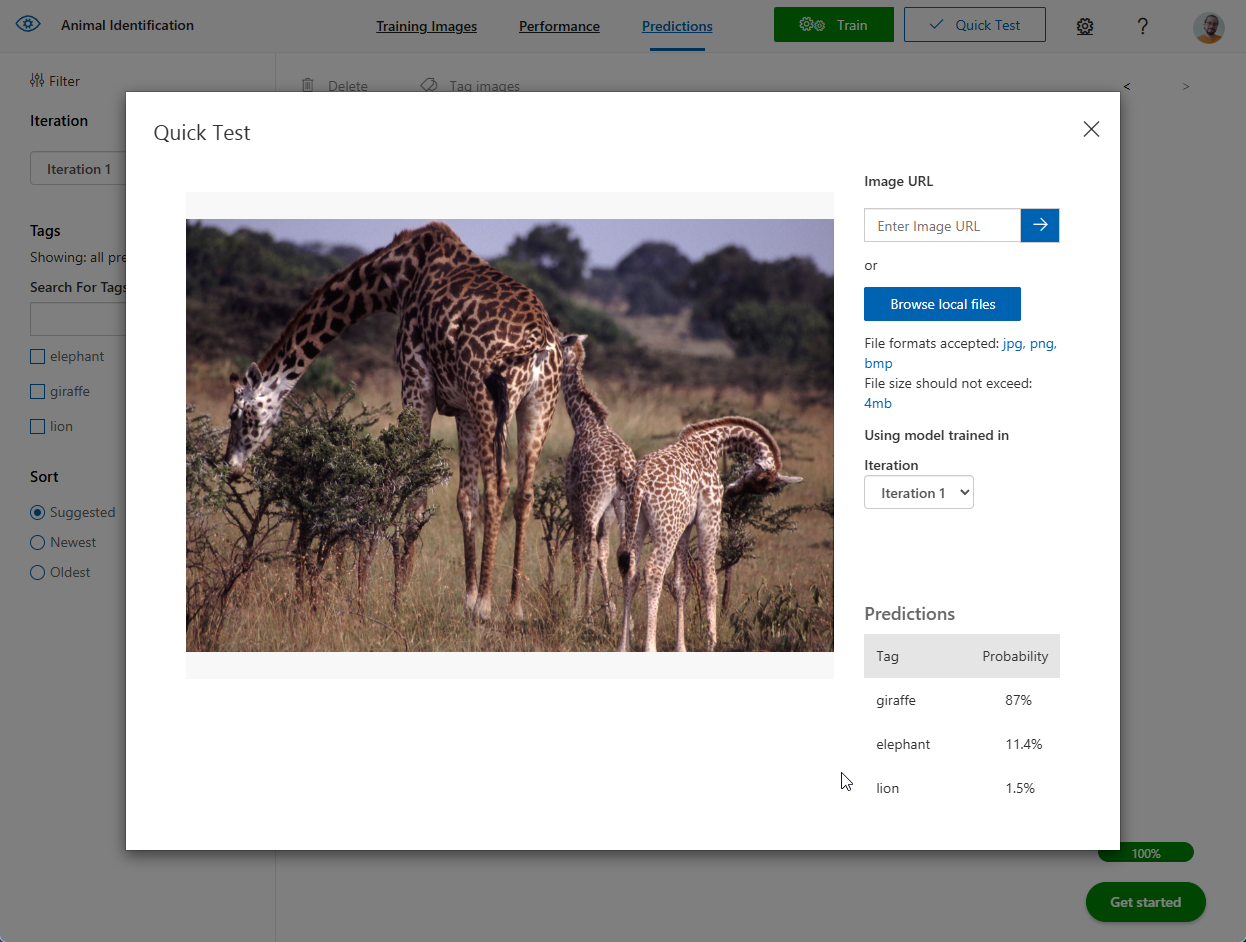 Animal Identification
Training Images
Performance
Predictions
Train
Quick Test
?
Filter
Delete
Tag images
<
>
Iteration
Iteration 1
Tags
Showing: all pre
Search For Tags
elephant
giraffe
lion
Sort
Suggested
Newest
Oldest
Quick Test
Image URL
Enter Image URL
or
Browse local files
File formats accepted: jpg, png,
bmp
File size should not exceed:
4mb
Using model trained in
Iteration
Iteration 1
Predictions
Tag Probability
giraffe 87%
elephant 11.4%
lion 1.5%
100%
Get started